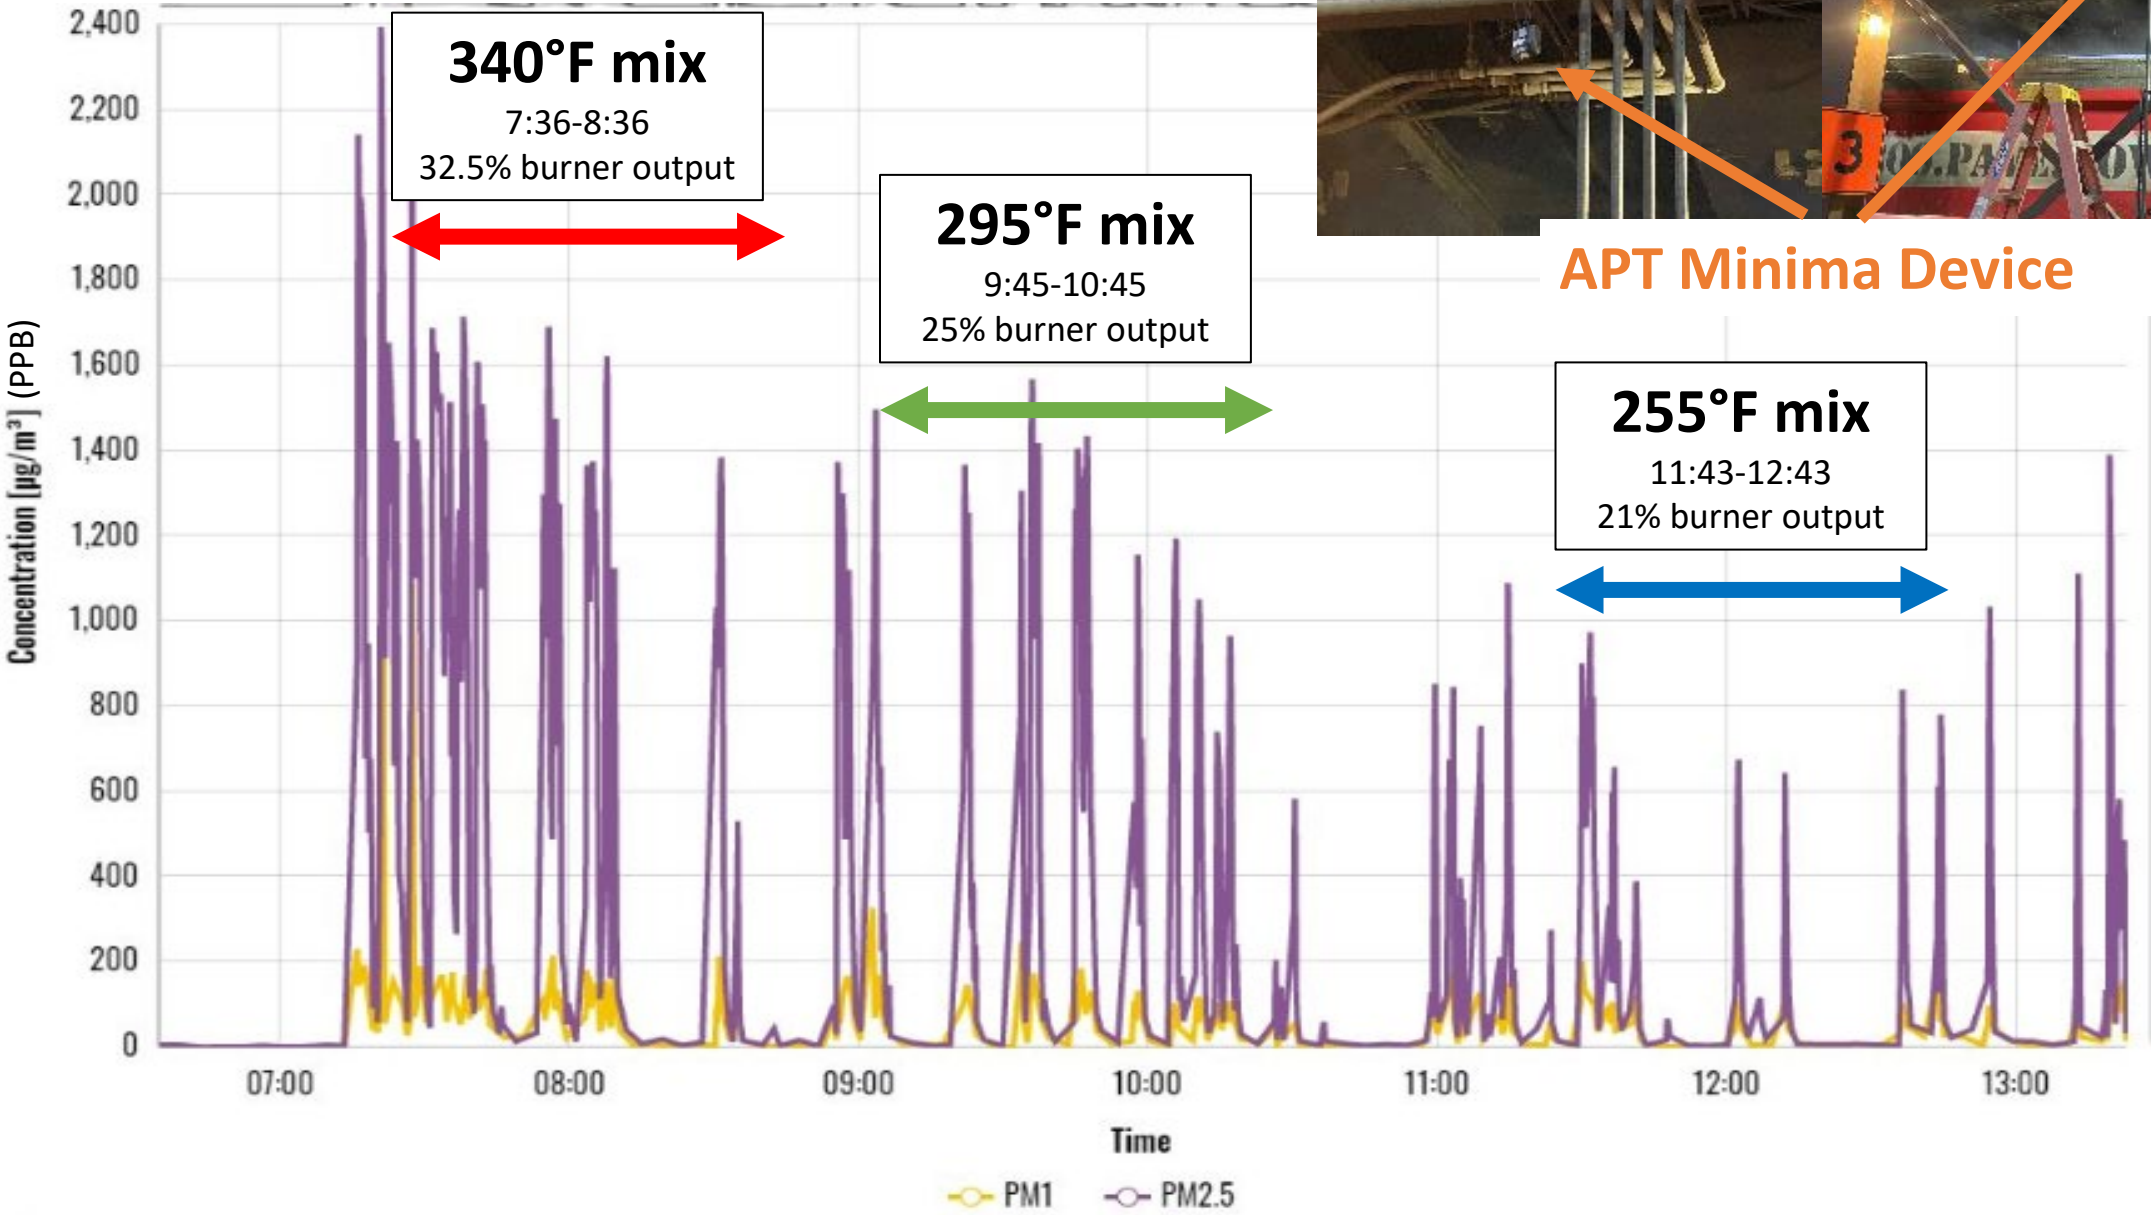 2,400
2,200
2,000
1,800
1,600
1,400
1,200
1,000
800
600
400
200
0
Concentration [µg/m³] (PPB)
340°F mix
7:36-8:36
32.5% burner output
295°F mix
9:45-10:45
25% burner output
3
APT Minima Device
255°F mix
11:43-12:43
21% burner output
07:00 08:00 09:00 10:00 11:00 12:00 13:00
Time
PM1 PM2.5